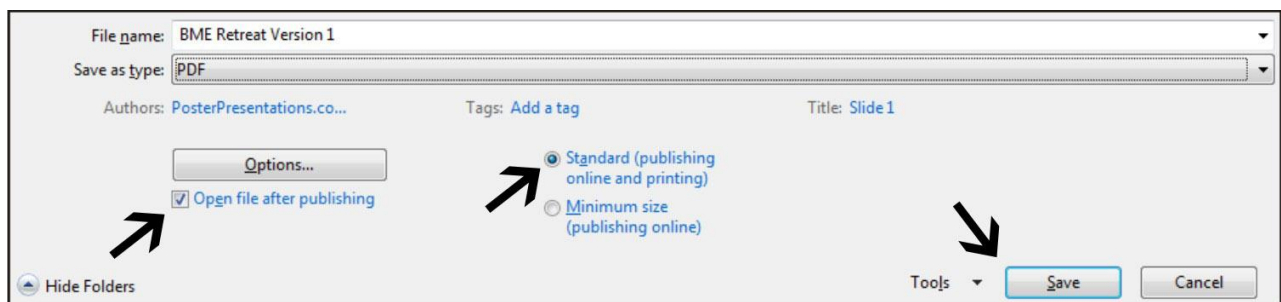 File name: BME Retreat Version 1
Save as type: PDF
Authors: PosterPresentations.co... Tags: Add a tag Title: Slide 1
Options...
Open file after publishing
Standard (publishing
online and printing)
Minimum size
(publishing online)
Hide Folders
Tools Save Cancel